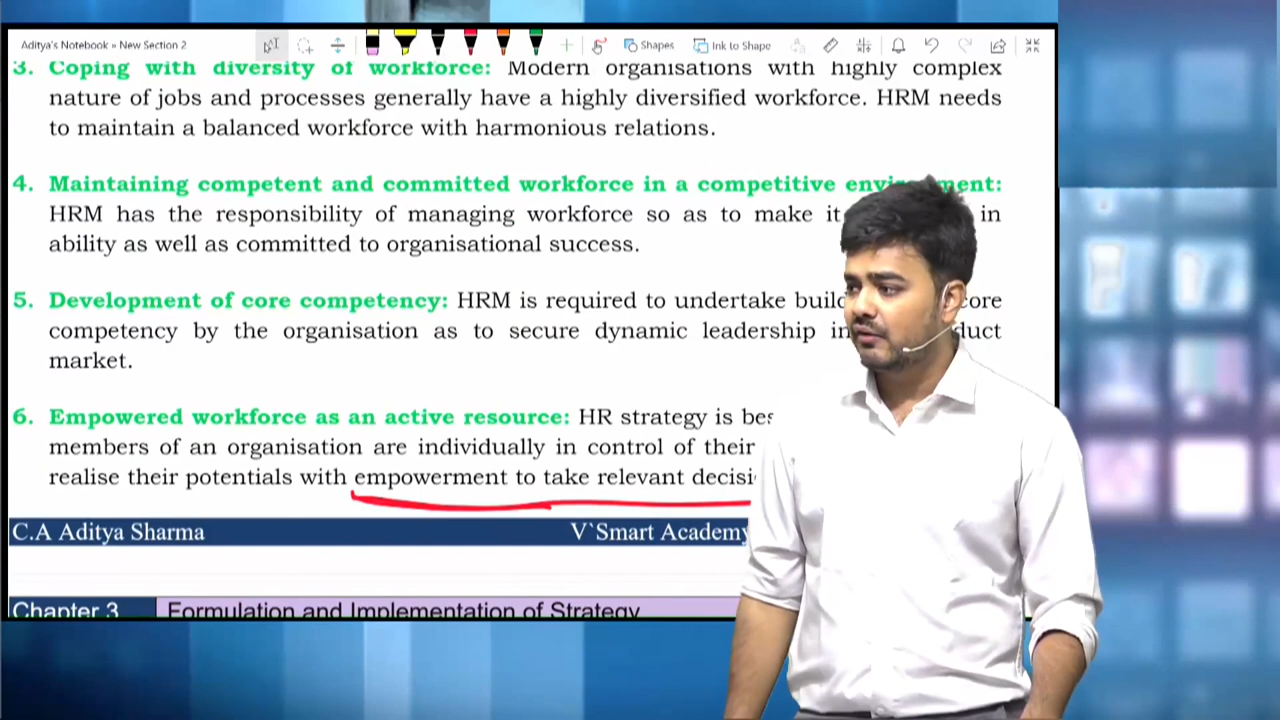 Aditya's Notebook » New Section 2
Shapes
Ink to Shape
3. Coping with diversity of workforce: Modern organisations with highly complex
nature of jobs and processes generally have a highly diversified workforce. HRM needs
to maintain a balanced workforce with harmonious relations.
4. Maintaining competent and committed workforce in a competitive
HRM has the responsibility of managing workforce so as to make it in
ability as well as committed to organisational success.
5. Development of core competency: HRM is required to undertake core
competency by the organisation as to secure dynamic leadership
market.
6. Empowered workforce as an active resource: HR strategy is
members of an organisation are individually in control of their
realise their potentials with empowerment to take relevant
C.A Aditya Sharma V`Smart Academy
Chapter 3 Formulation and Implementation of Strategy